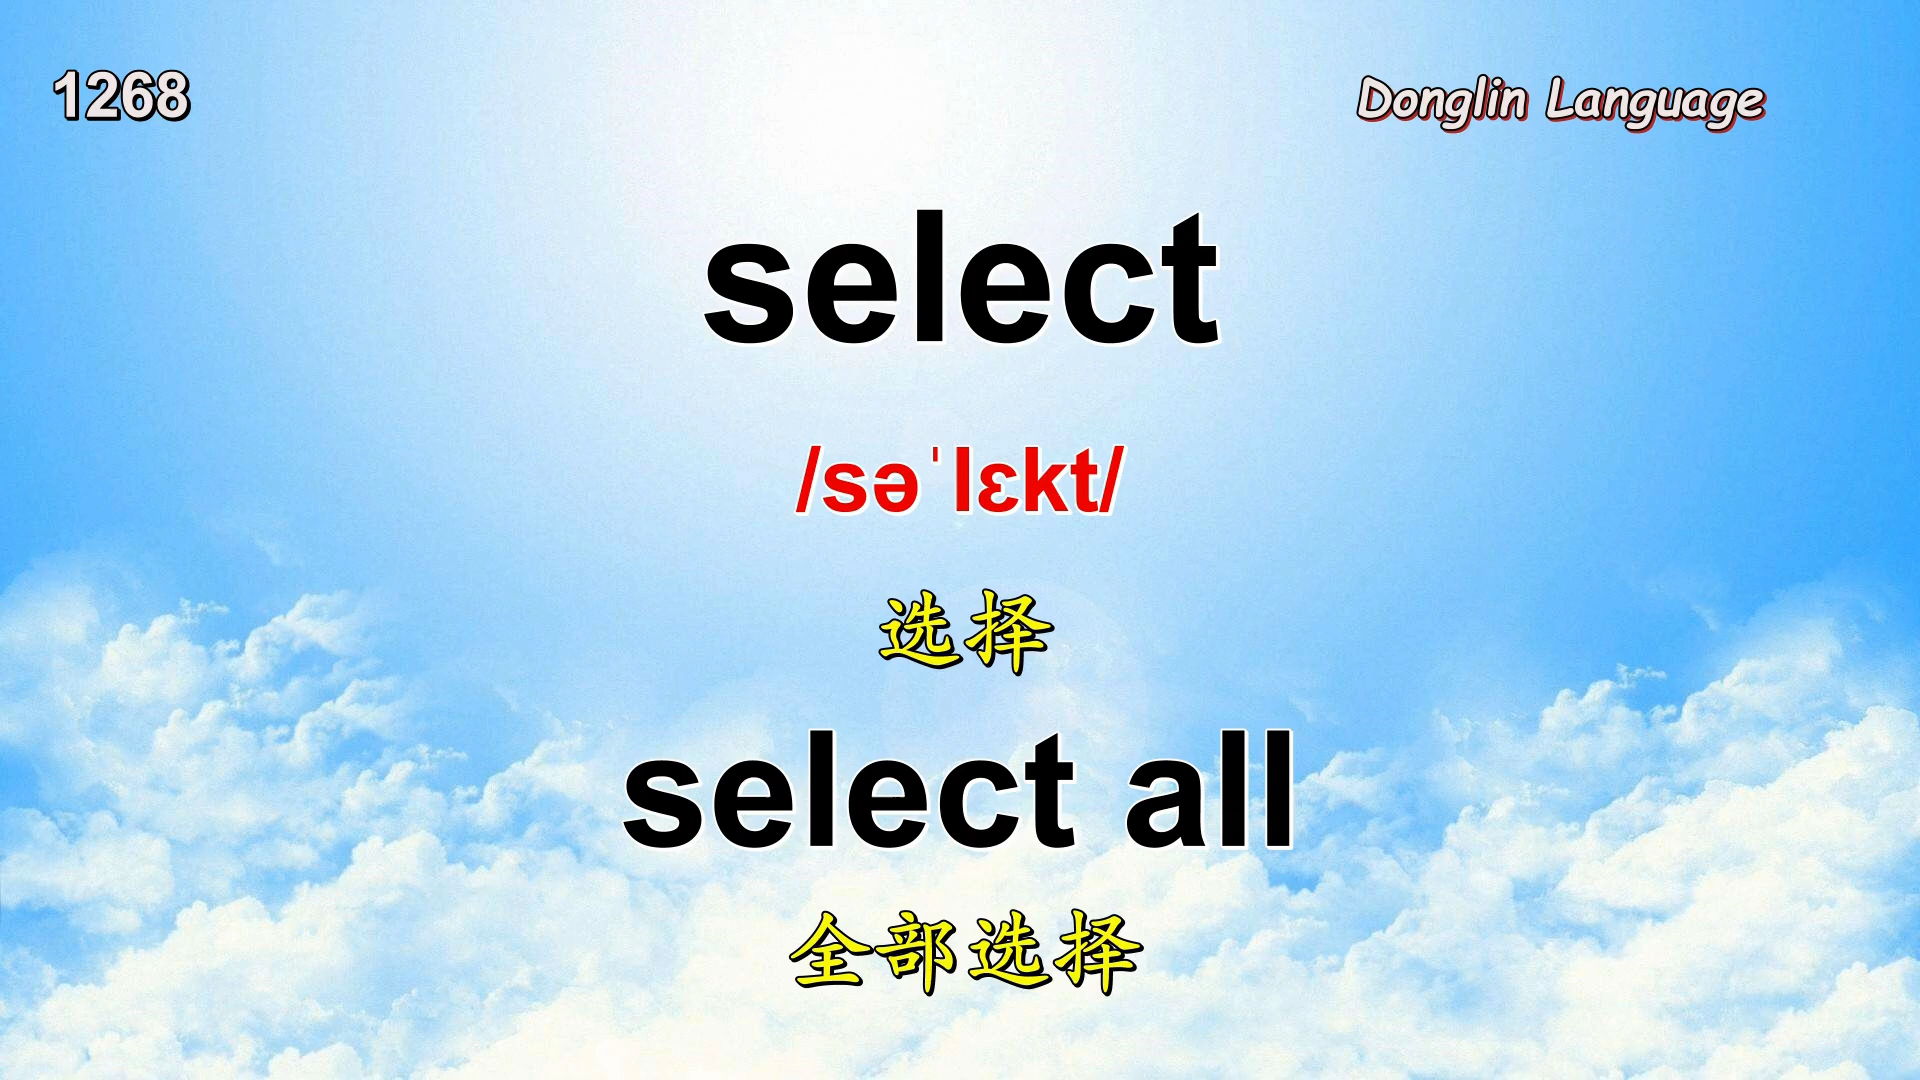 1268
Donglin Language
select
/səˈlɛkt/
选择
select all
全部选择